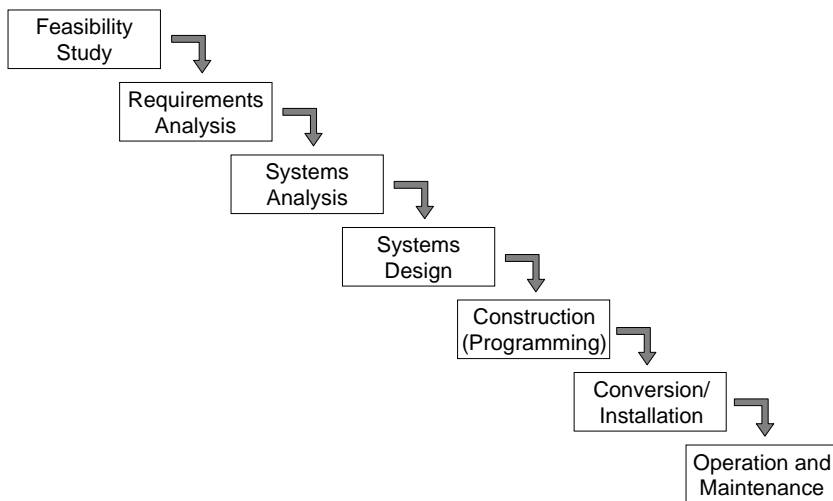 Feasibility
Study
Requirements
Analysis
Systems
Analysis
Systems
Design
Construction
(Programming)
Conversion/
Installation
Operation and
Maintenance